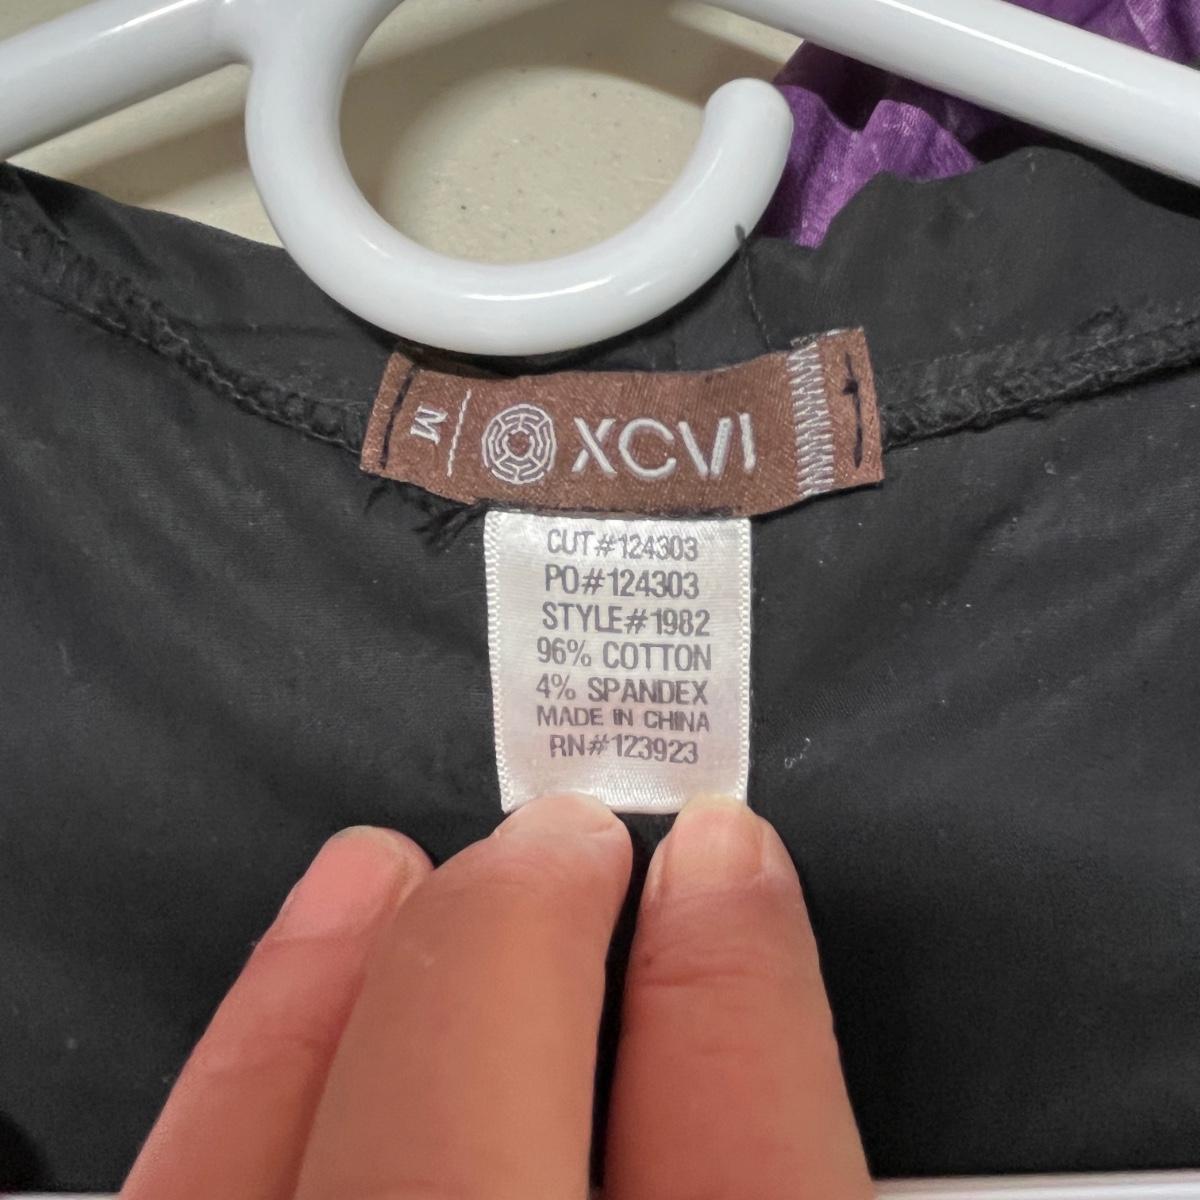 M XCVI
CUT#124303
PO#124303
STYLE#1982
96% COTTON
4% SPANDEX
MADE IN CHINA
RN#123923